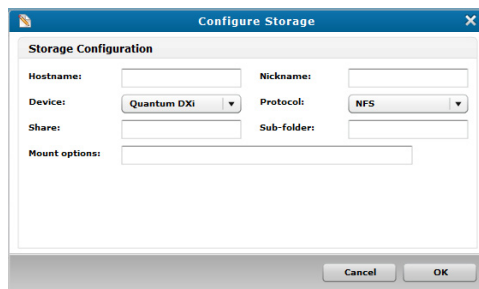 Configure Storage
Storage Configuration
Hostname: Nickname:
Device: Quantum DXi Protocol: NFS
Share: Sub-folder:
Mount options:
Cancel OK